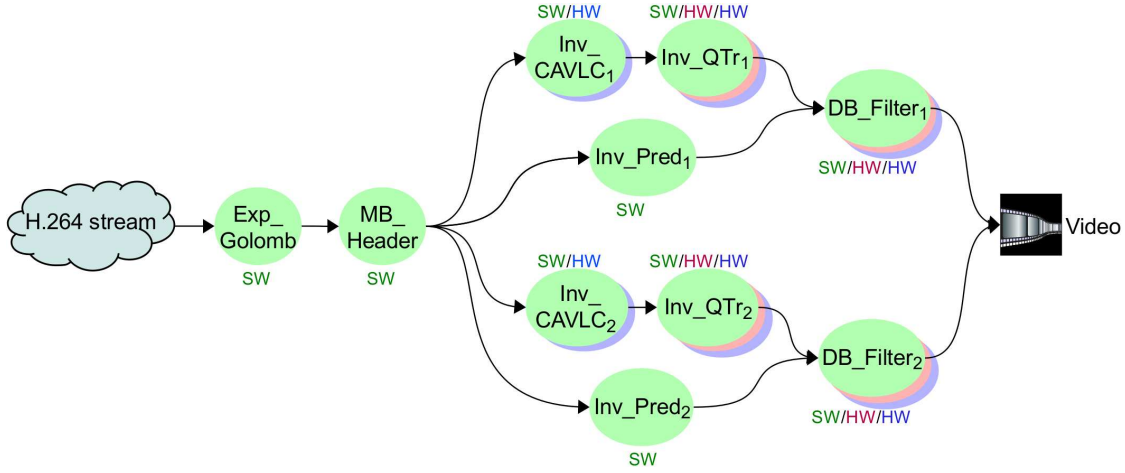 SW/HW
SW/HW/HW
Inv_
CAVLC1
Inv_QTr1
DB_Filter1
SW/HW/HW
Inv_Pred1
SW
H.264 stream
Exp_
Golomb
SW
MB_
Header
SW
Video
SW/HW
SW/HW/HW
Inv_
CAVLC2
Inv_QTr2
DB_Filter2
SW/HW/HW
Inv_Pred2
SW